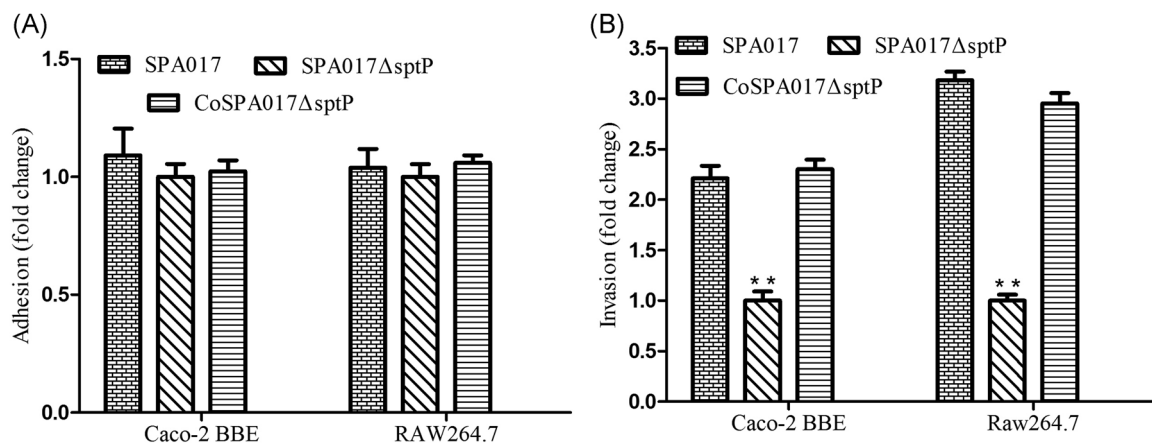 (A)
1.5
1.0
0.5
0.0
Adhesion (fold change)
SPA017
SPA017ΔsptP
CoSPA017ΔsptP
Caco-2 BBE
RAW264.7
(B)
3.5
3.0
2.5
2.0
1.5
1.0
0.5
0.0
Invasion (fold change)
SPA017
SPA017ΔsptP
CoSPA017ΔsptP
**
**
Caco-2 BBE
Raw264.7